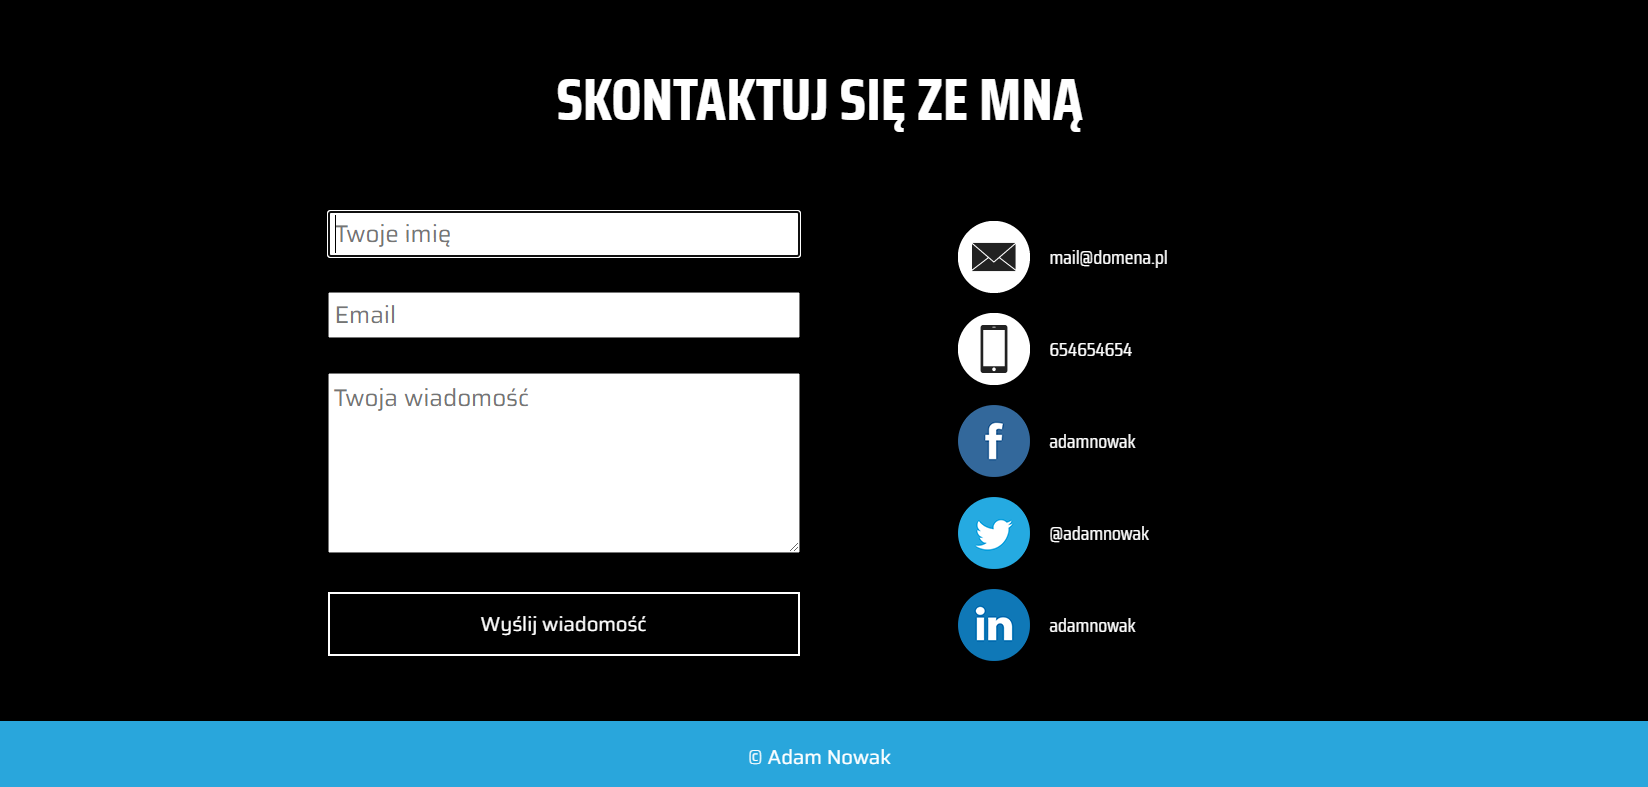 SKONTAKTUJ SIĘ ZE MNĄ
Twoje imię
Email
Twoja wiadomość
Wyślij wiadomość
mail@domena.pl
654654654
f
adamnowak
@adamnowak
in
adamnowak
© Adam Nowak